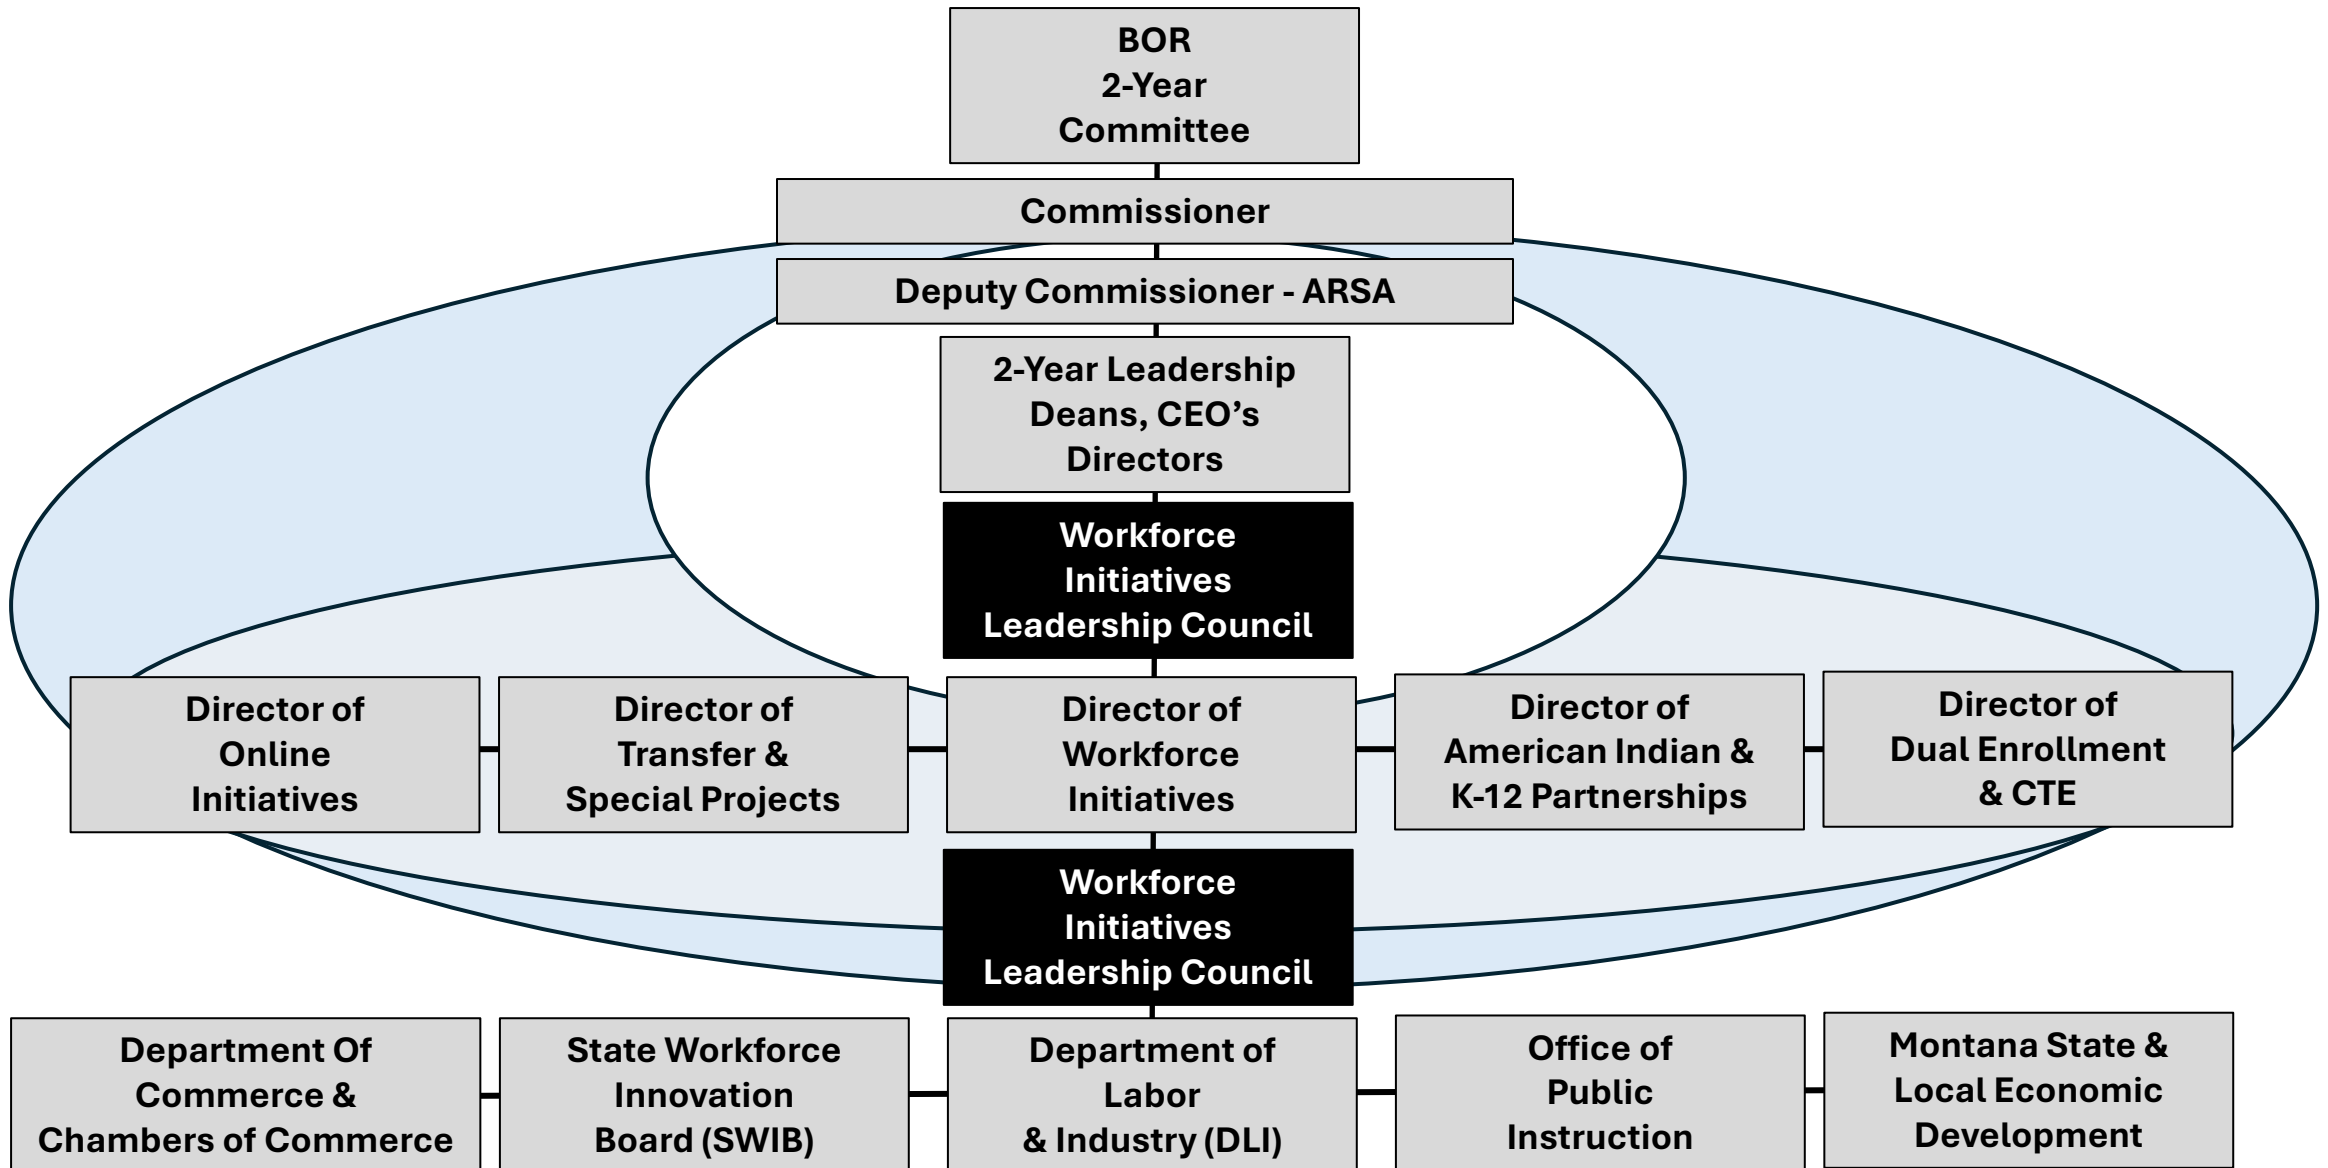 BOR
2-Year
Committee
Commissioner
Deputy Commissioner - ARSA
2-Year Leadership
Deans, CEO’s
Directors
Workforce
Initiatives
Leadership Council
Director of
Online
Initiatives
Director of
Transfer &
Special Projects
Director of
Workforce
Initiatives
Director of
American Indian &
K-12 Partnerships
Director of
Dual Enrollment
& CTE
Workforce
Initiatives
Leadership Council
Department Of
Commerce &
Chambers of Commerce
State Workforce
Innovation
Board (SWIB)
Department of
Labor
& Industry (DLI)
Office of
Public
Instruction
Montana State &
Local Economic
Development